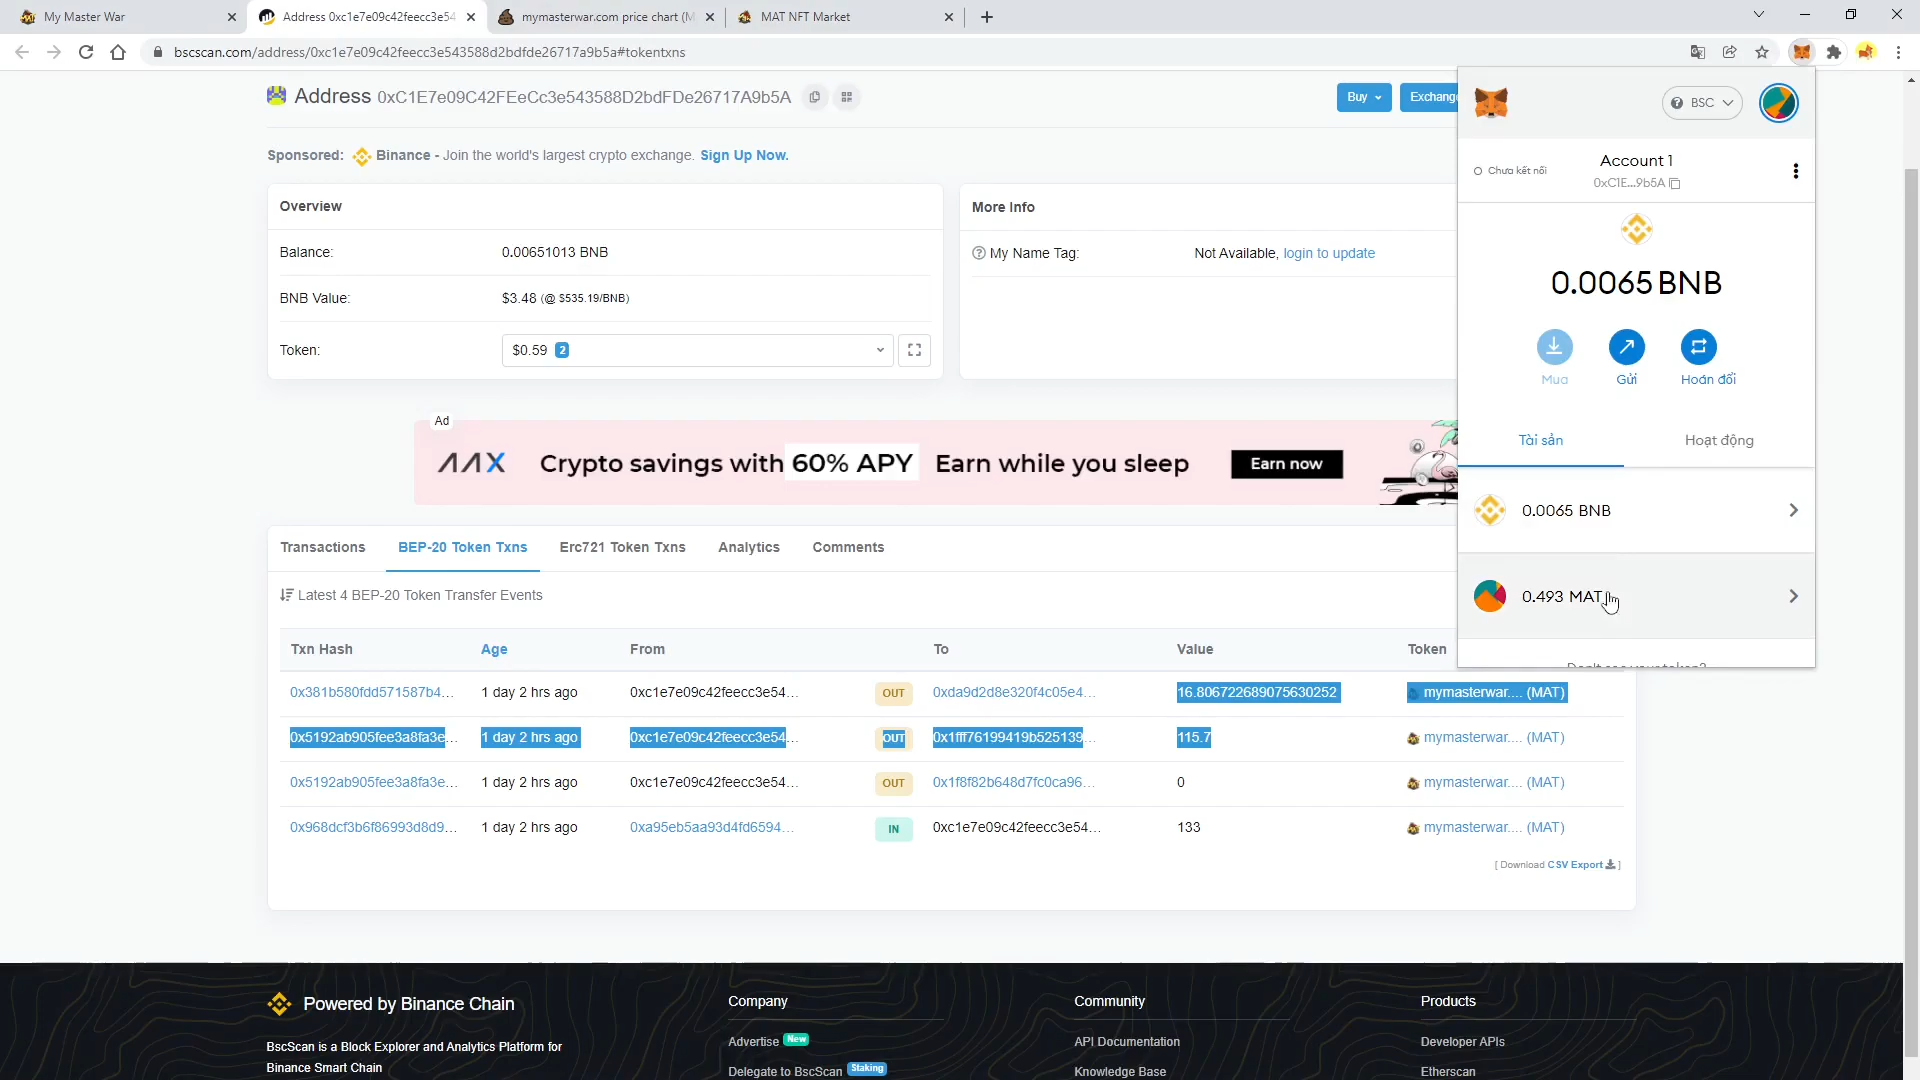 My Master War
Address 0xc1e7e09c42feecc3e54
mymasterwar.com price chart (M
MAT NFT Market
bscscan.com/address/0xc1e7e09c42feecc3e543588d2bdfde26717a9b5a#tokentxns
Address 0xC1E7e09C42FEeCc3e543588D2bdFDe26717A9b5A
Buy
Exchange
Sponsored: Binance - Join the world's largest crypto exchange. Sign Up Now.
Overview
Balance: 0.00651013 BNB
BNB Value: $3.48 (@ $535.19/BNB)
Token: $0.59 2
More Info
My Name Tag: Not Available, login to update
BSC
Chưa kết nối
Account 1
0xC1E...9b5A
0.0065 BNB
Mua
Gửi
Hoán đổi
Tài sản
Hoạt động
0.0065 BNB
0.493 MAT
Ad
AAX Crypto savings with 60% APY Earn while you sleep Earn now
Transactions BEP-20 Token Txns Erc721 Token Txns Analytics Comments
Latest 4 BEP-20 Token Transfer Events
Txn Hash Age From To Value Token
0x381b580fdd571587b4... 1 day 2 hrs ago 0xc1e7e09c42feecc3e54... OUT 0xda9d2d8e320f4c05e4... 16.806722689075630252 mymasterwar.... (MAT)
0x5192ab905fee3a8fa3e... 1 day 2 hrs ago 0xc1e7e09c42feecc3e54... OUT 0x1fff76199419b525139... 115.7 mymasterwar.... (MAT)
0x5192ab905fee3a8fa3e... 1 day 2 hrs ago 0xc1e7e09c42feecc3e54... OUT 0x1f8f82b648d7fc0ca96... 0 mymasterwar.... (MAT)
0x968dcf3b6f86993d8d9... 1 day 2 hrs ago 0xa95eb5aa93d4fd6594... IN 0xc1e7e09c42feecc3e54... 133 mymasterwar.... (MAT)
[ Download CSV Export ]
Powered by Binance Chain
BscScan is a Block Explorer and Analytics Platform for
Binance Smart Chain
Company
Advertise New
Delegate to BscScan Staking
Community
API Documentation
Knowledge Base
Products
Developer APIs
Etherscan